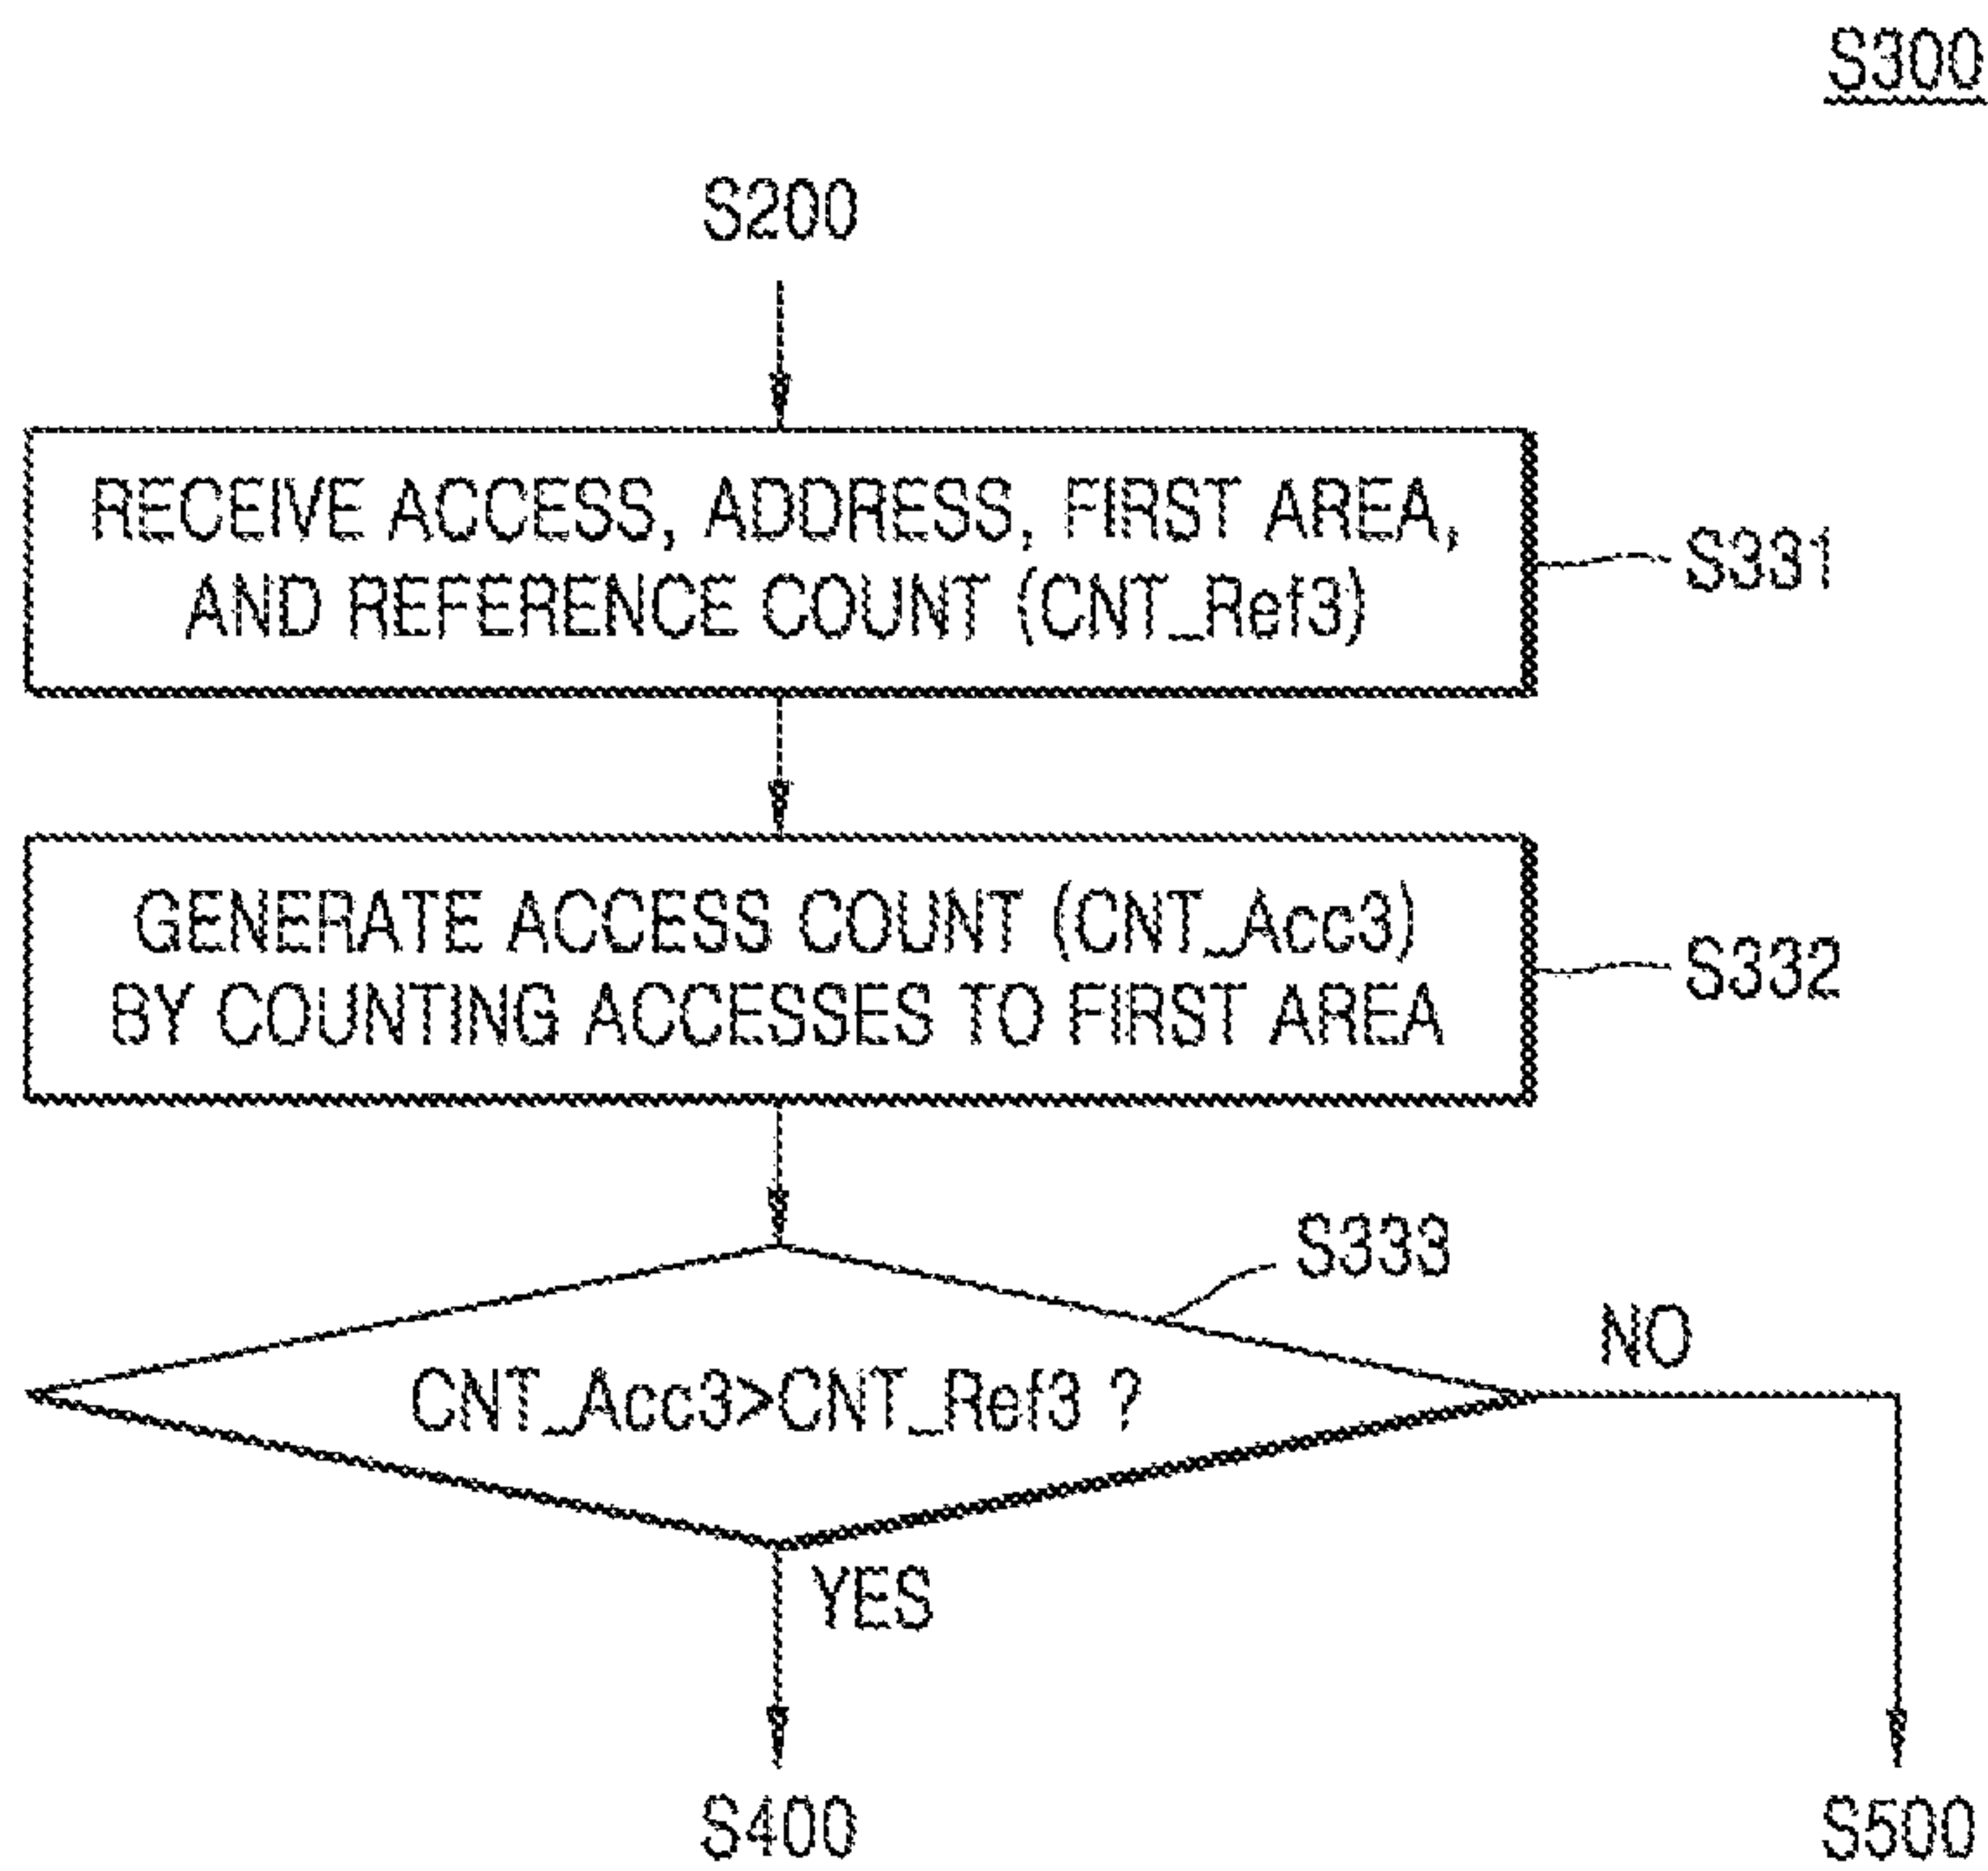 S300
S200
RECEIVE ACCESS, ADDRESS, FIRST AREA,
AND REFERENCE COUNT (CNT_Ref3)
S331
GENERATE ACCESS COUNT (CNT_Acc3)
BY COUNTING ACCESSES TO FIRST AREA
S332
S333
CNT_Acc3>CNT_Ref3 ?
NO
YES
S400
S500